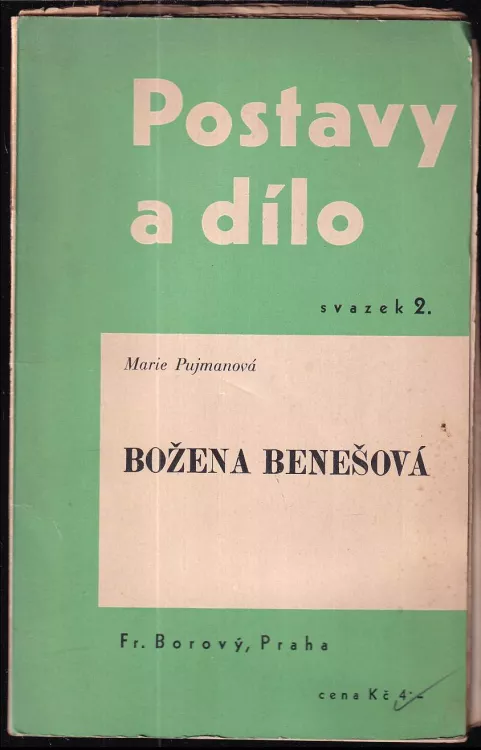 Postavy
a dílo
svazek 2.
Marie Pujmanová
BOŽENA BENEŠOVÁ
Fr. Borový, Praha
cena Kč 4·–